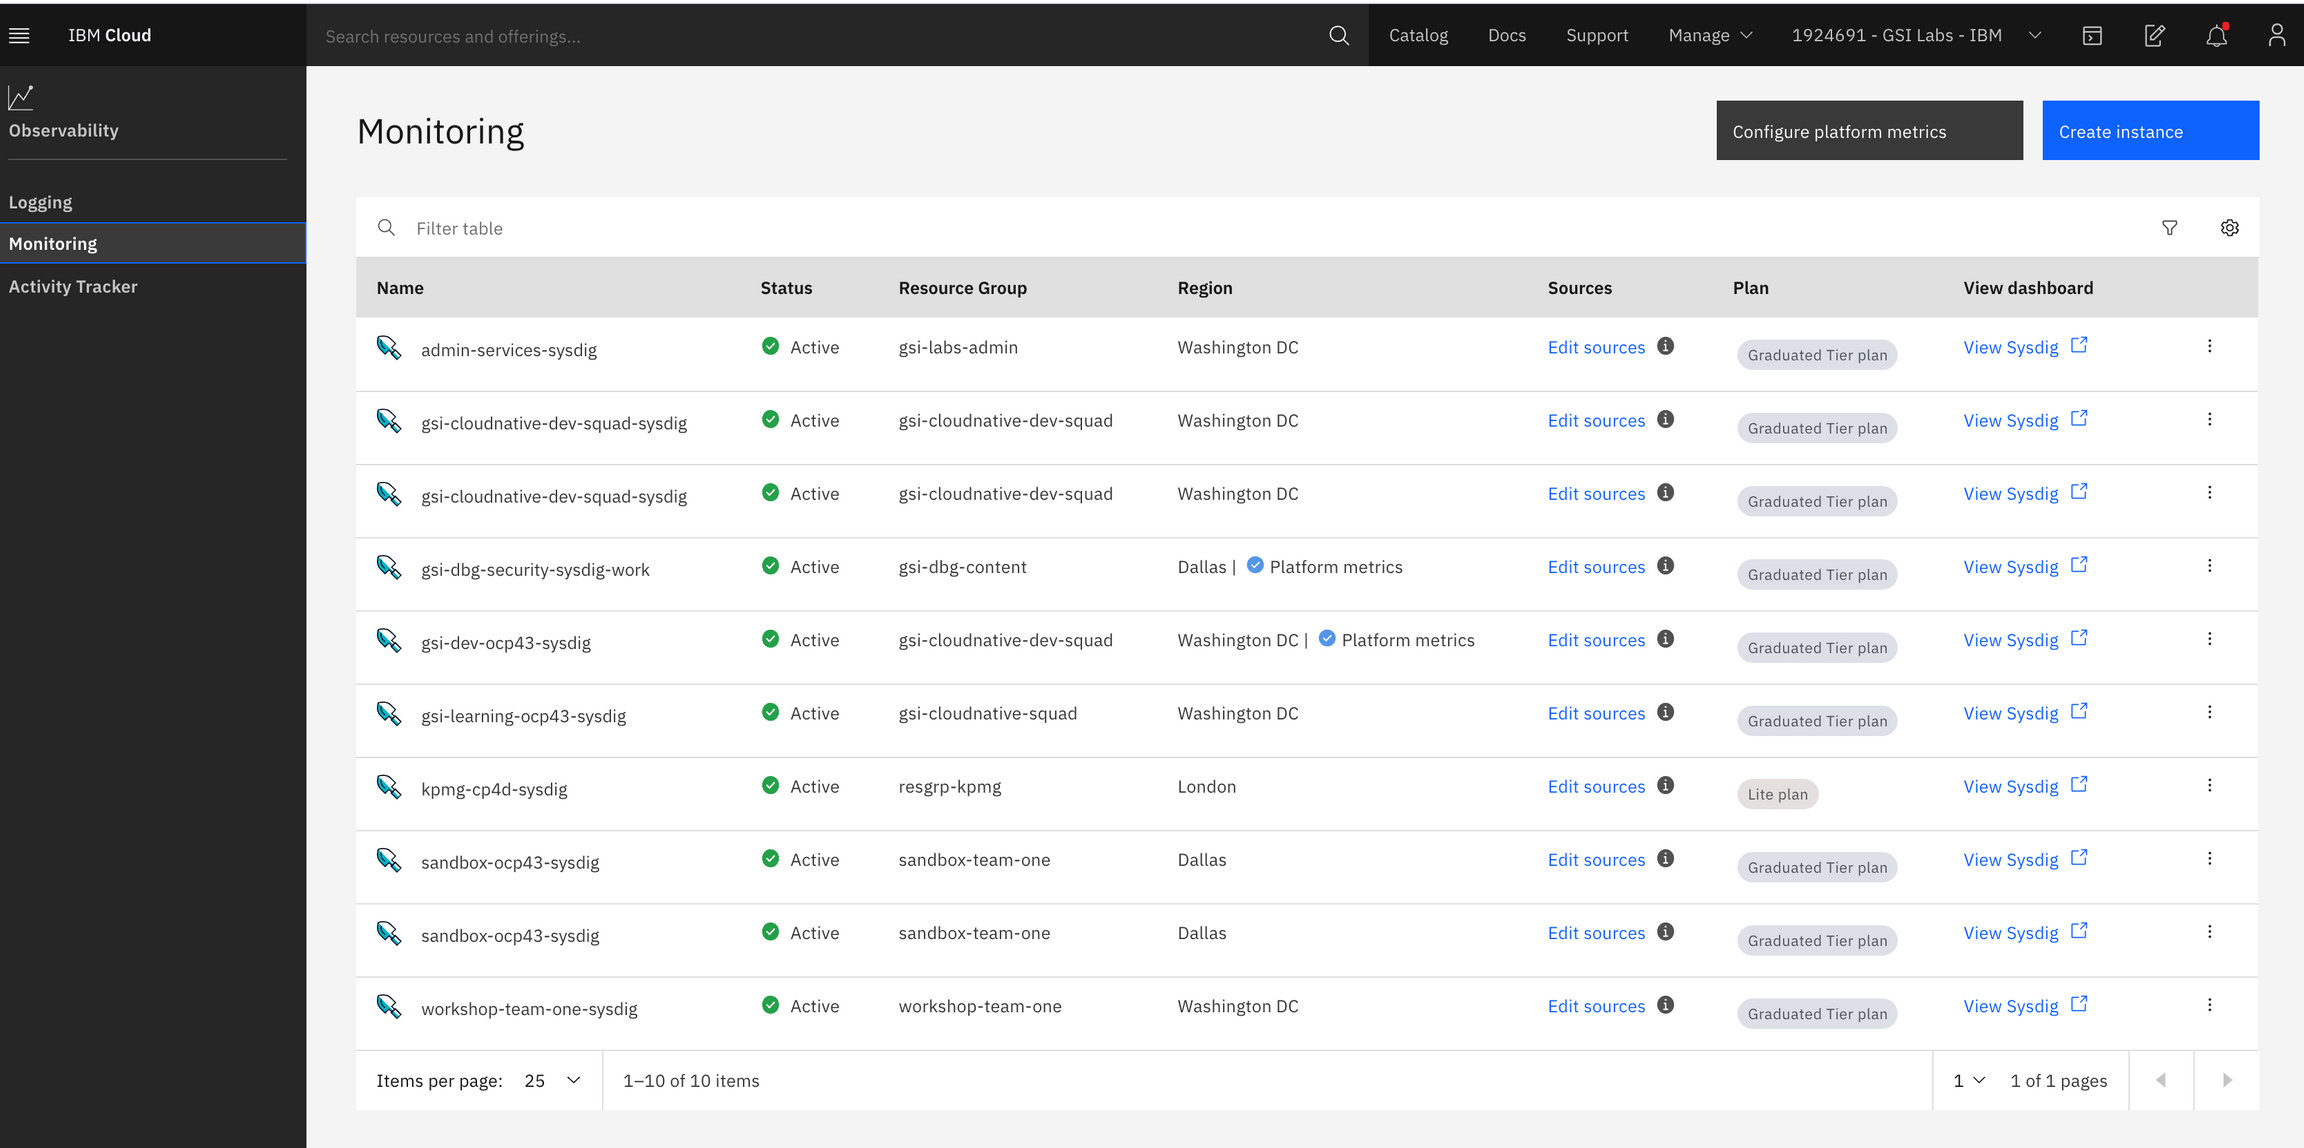 IBM Cloud Search resources and offerings... Catalog Docs Support Manage 1924691 - GSI Labs - IBM
Observability
Logging
Monitoring
Activity Tracker
Monitoring Configure platform metrics Create instance
Filter table
Name Status Resource Group Region Sources Plan View dashboard
admin-services-sysdig Active gsi-labs-admin Washington DC Edit sources Graduated Tier plan View Sysdig
gsi-cloudnative-dev-squad-sysdig Active gsi-cloudnative-dev-squad Washington DC Edit sources Graduated Tier plan View Sysdig
gsi-cloudnative-dev-squad-sysdig Active gsi-cloudnative-dev-squad Washington DC Edit sources Graduated Tier plan View Sysdig
gsi-dbg-security-sysdig-work Active gsi-dbg-content Dallas | Platform metrics Edit sources Graduated Tier plan View Sysdig
gsi-dev-ocp43-sysdig Active gsi-cloudnative-dev-squad Washington DC | Platform metrics Edit sources Graduated Tier plan View Sysdig
gsi-learning-ocp43-sysdig Active gsi-cloudnative-squad Washington DC Edit sources Graduated Tier plan View Sysdig
kpmg-cp4d-sysdig Active resgrp-kpmg London Edit sources Lite plan View Sysdig
sandbox-ocp43-sysdig Active sandbox-team-one Dallas Edit sources Graduated Tier plan View Sysdig
sandbox-ocp43-sysdig Active sandbox-team-one Dallas Edit sources Graduated Tier plan View Sysdig
workshop-team-one-sysdig Active workshop-team-one Washington DC Edit sources Graduated Tier plan View Sysdig
Items per page: 25 1–10 of 10 items 1 1 of 1 pages